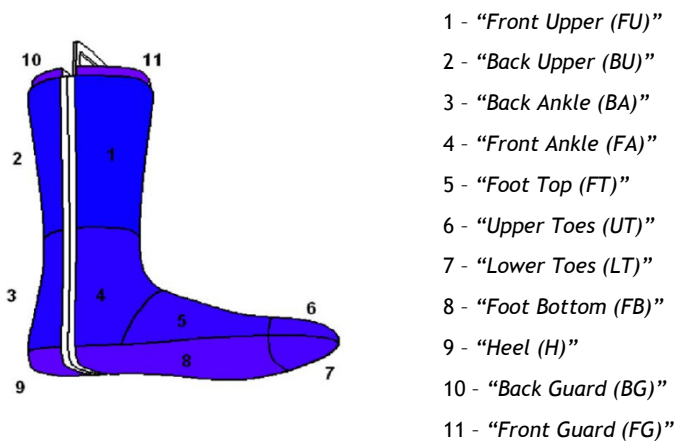 10
11
2
1
3
4
5
6
8
7
9
1 – “Front Upper (FU)”
2 – “Back Upper (BU)”
3 – “Back Ankle (BA)”
4 – “Front Ankle (FA)”
5 – “Foot Top (FT)”
6 – “Upper Toes (UT)”
7 – “Lower Toes (LT)”
8 – “Foot Bottom (FB)”
9 – “Heel (H)”
10 – “Back Guard (BG)”
11 – “Front Guard (FG)”